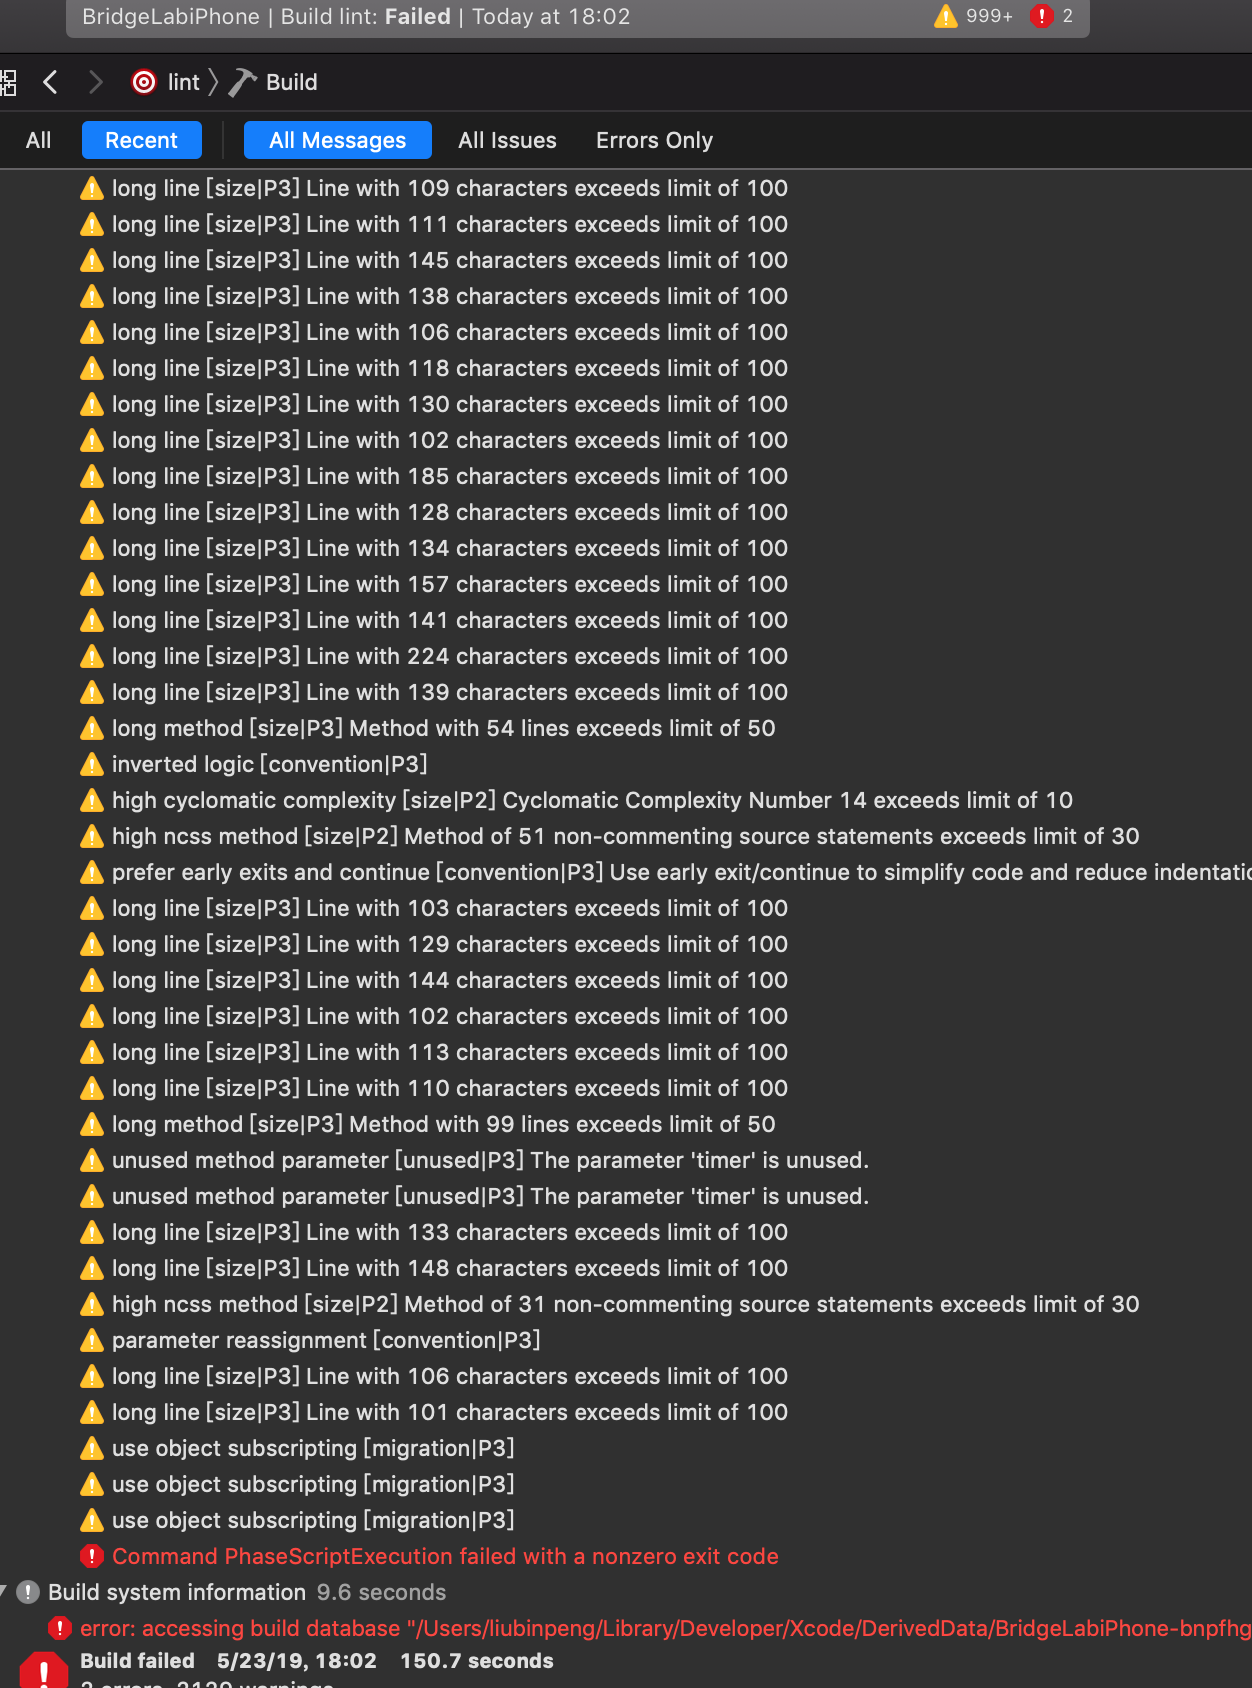 BridgeLabiPhone | Build lint: Failed | Today at 18:02 999+ 2
lint Build
All Recent All Messages All Issues Errors Only
long line [size|P3] Line with 109 characters exceeds limit of 100
long line [size|P3] Line with 111 characters exceeds limit of 100
long line [size|P3] Line with 145 characters exceeds limit of 100
long line [size|P3] Line with 138 characters exceeds limit of 100
long line [size|P3] Line with 106 characters exceeds limit of 100
long line [size|P3] Line with 118 characters exceeds limit of 100
long line [size|P3] Line with 130 characters exceeds limit of 100
long line [size|P3] Line with 102 characters exceeds limit of 100
long line [size|P3] Line with 185 characters exceeds limit of 100
long line [size|P3] Line with 128 characters exceeds limit of 100
long line [size|P3] Line with 134 characters exceeds limit of 100
long line [size|P3] Line with 157 characters exceeds limit of 100
long line [size|P3] Line with 141 characters exceeds limit of 100
long line [size|P3] Line with 224 characters exceeds limit of 100
long line [size|P3] Line with 139 characters exceeds limit of 100
long method [size|P3] Method with 54 lines exceeds limit of 50
inverted logic [convention|P3]
high cyclomatic complexity [size|P2] Cyclomatic Complexity Number 14 exceeds limit of 10
high ncss method [size|P2] Method of 51 non-commenting source statements exceeds limit of 30
prefer early exits and continue [convention|P3] Use early exit/continue to simplify code and reduce indentatio
long line [size|P3] Line with 103 characters exceeds limit of 100
long line [size|P3] Line with 129 characters exceeds limit of 100
long line [size|P3] Line with 144 characters exceeds limit of 100
long line [size|P3] Line with 102 characters exceeds limit of 100
long line [size|P3] Line with 113 characters exceeds limit of 100
long line [size|P3] Line with 110 characters exceeds limit of 100
long method [size|P3] Method with 99 lines exceeds limit of 50
unused method parameter [unused|P3] The parameter 'timer' is unused.
unused method parameter [unused|P3] The parameter 'timer' is unused.
long line [size|P3] Line with 133 characters exceeds limit of 100
long line [size|P3] Line with 148 characters exceeds limit of 100
high ncss method [size|P2] Method of 31 non-commenting source statements exceeds limit of 30
parameter reassignment [convention|P3]
long line [size|P3] Line with 106 characters exceeds limit of 100
long line [size|P3] Line with 101 characters exceeds limit of 100
use object subscripting [migration|P3]
use object subscripting [migration|P3]
use object subscripting [migration|P3]
Command PhaseScriptExecution failed with a nonzero exit code
Build system information 9.6 seconds
error: accessing build database "/Users/liubinpeng/Library/Developer/Xcode/DerivedData/BridgeLabiPhone-bnpfhg
Build failed 5/23/19, 18:02 150.7 seconds
errors, warnings